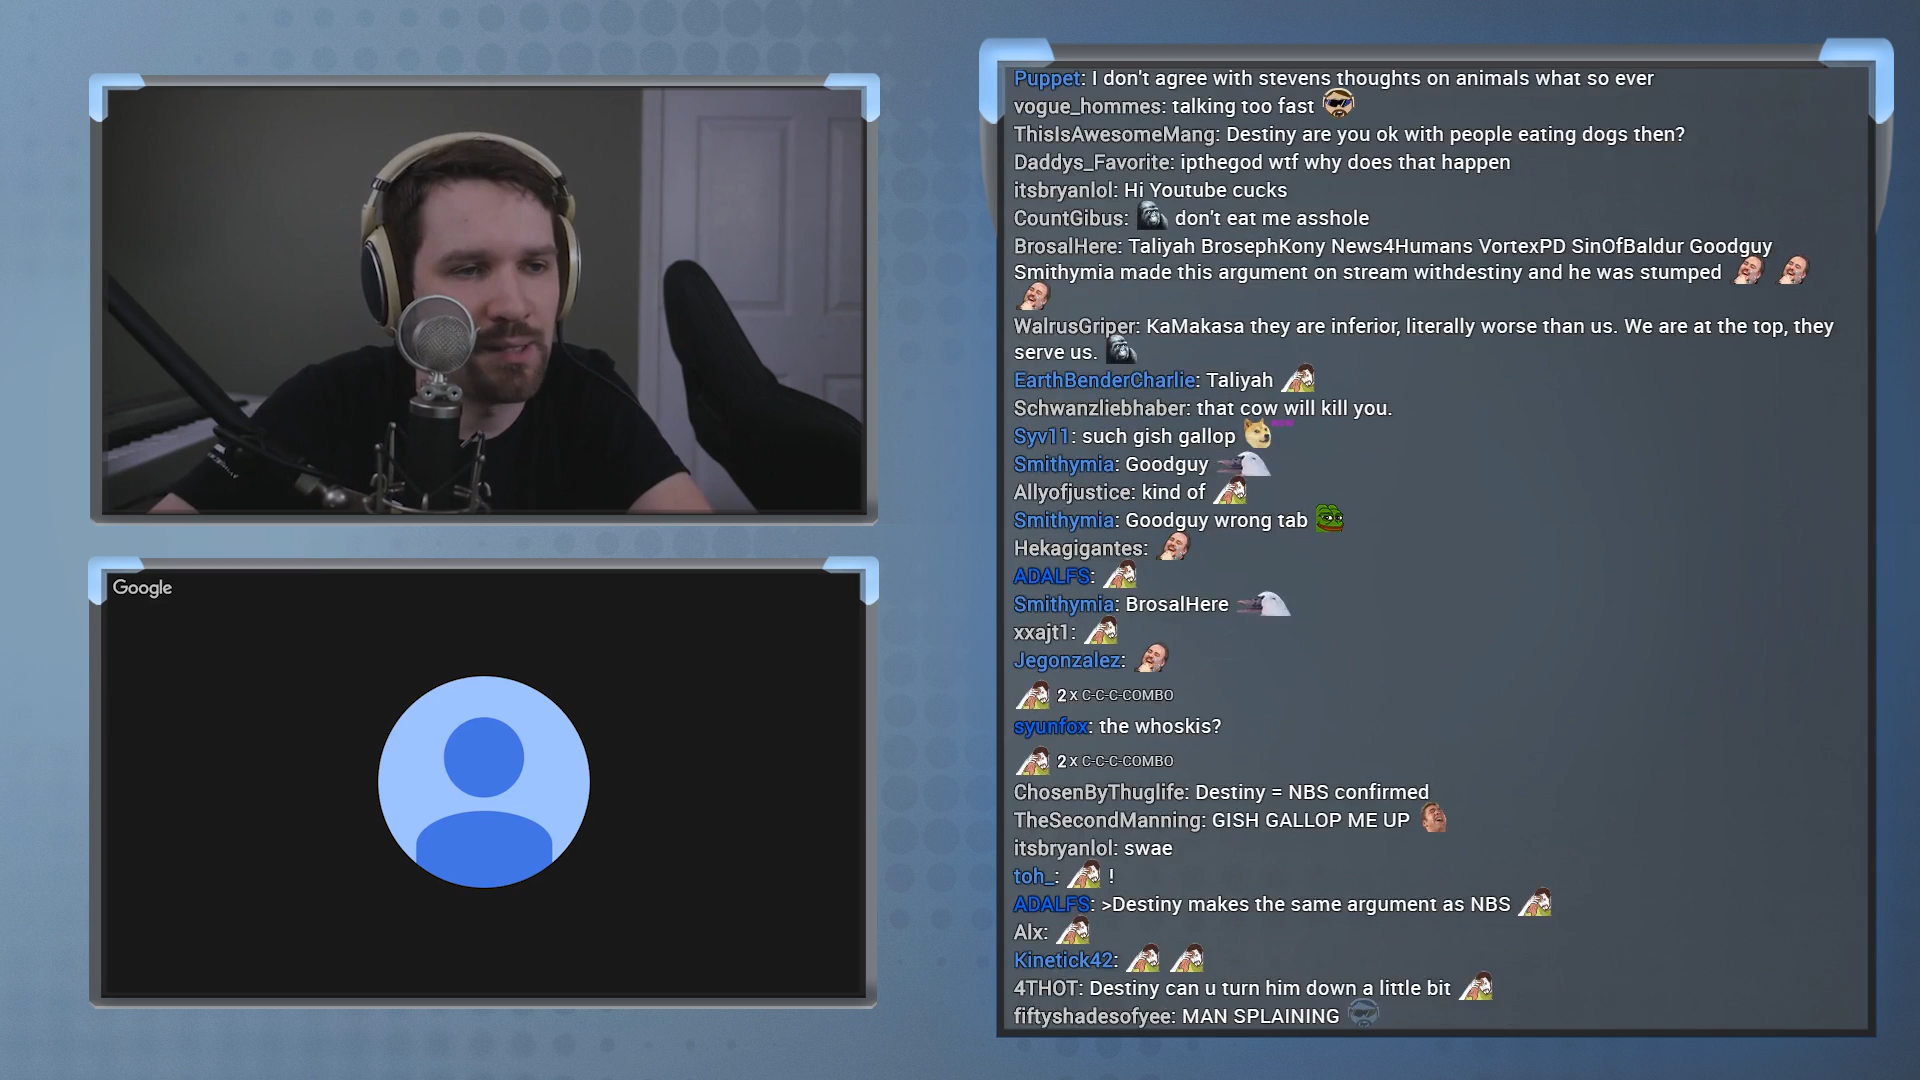 Google
Puppet: I don't agree with stevens thoughts on animals what so ever
vogue_hommes: talking too fast
ThisIsAwesomeMang: Destiny are you ok with people eating dogs then?
Daddys_Favorite: ipthegod wtf why does that happen
itsbryanlol: Hi Youtube cucks
CountGibus: don't eat me asshole
BrosalHere: Taliyah BrosephKony News4Humans VortexPD SinOfBaldur Goodguy
Smithymia made this argument on stream withdestiny and he was stumped
WalrusGriper: KaMakasa they are inferior, literally worse than us. We are at the top, they
serve us.
EarthBenderCharlie: Taliyah
Schwanzliebhaber: that cow will kill you.
Syv11: such gish gallop
Smithymia: Goodguy
Allyofjustice: kind of
Smithymia: Goodguy wrong tab
Hekagigantes:
ADALFS:
Smithymia: BrosalHere
xxajt1:
Jegonzalez:
2 x C-C-C-COMBO
syunfox: the whoskis?
2 x C-C-C-COMBO
ChosenByThuglife: Destiny = NBS confirmed
TheSecondManning: GISH GALLOP ME UP
itsbryanlol: swae
toh_: !
ADALFS: >Destiny makes the same argument as NBS
Alx:
Kinetick42:
4THOT: Destiny can u turn him down a little bit
fiftyshadesofyee: MAN SPLAINING